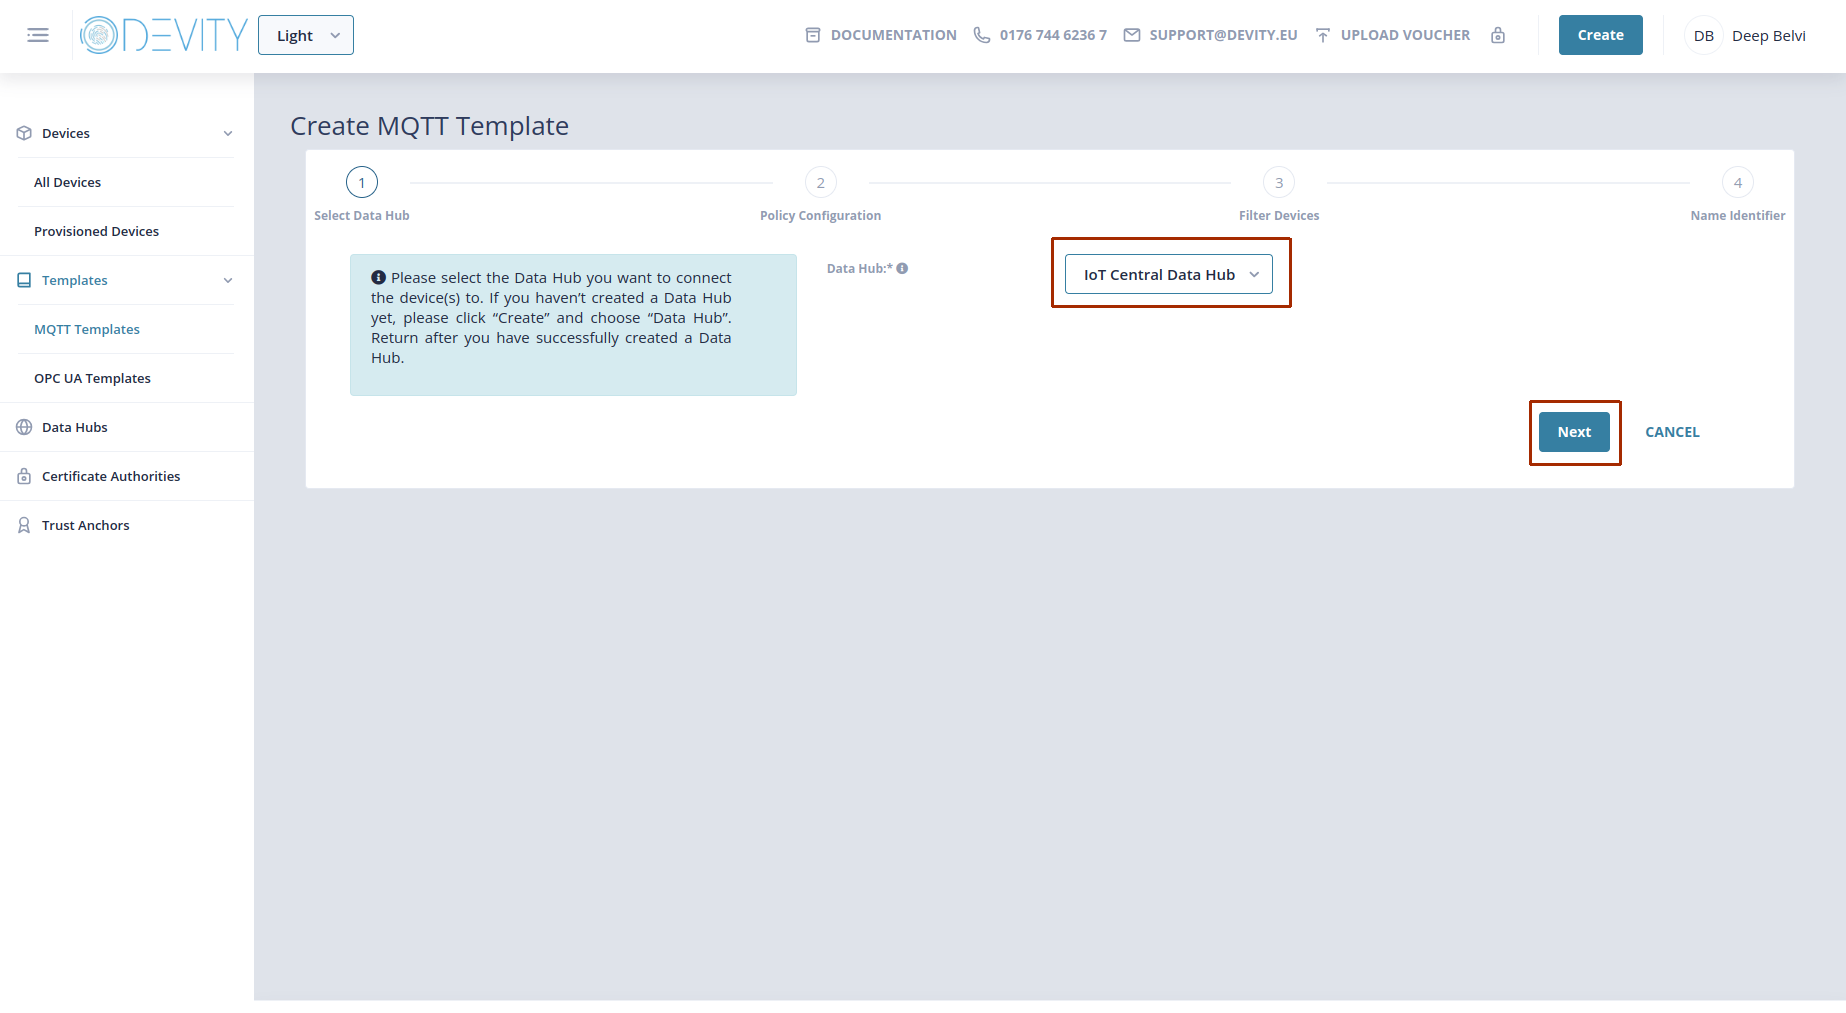 DEVITY
Light
DOCUMENTATION
0176 744 6236 7
SUPPORT@DEVITY.EU
UPLOAD VOUCHER
Create
DB
Deep Belvi
Devices
All Devices
Provisioned Devices
Templates
MQTT Templates
OPC UA Templates
Data Hubs
Certificate Authorities
Trust Anchors
Create MQTT Template
1
2
3
4
Select Data Hub
Policy Configuration
Filter Devices
Name Identifier
Please select the Data Hub you want to connect
the device(s) to. If you haven’t created a Data Hub
yet, please click “Create” and choose “Data Hub”.
Return after you have successfully created a Data
Hub.
Data Hub:*
IoT Central Data Hub
Next
CANCEL